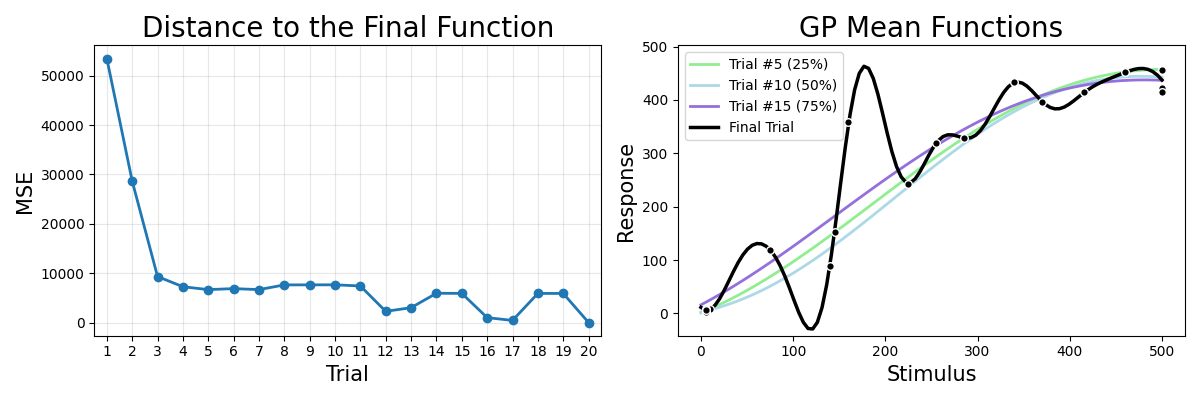 Distance to the Final Function
MSE
50000
40000
30000
20000
10000
0
1 2 3 4 5 6 7 8 9 10 11 12 13 14 15 16 17 18 19 20
Trial
GP Mean Functions
Response
500
400
300
200
100
0
Trial #5 (25%)
Trial #10 (50%)
Trial #15 (75%)
Final Trial
0 100 200 300 400 500
Stimulus